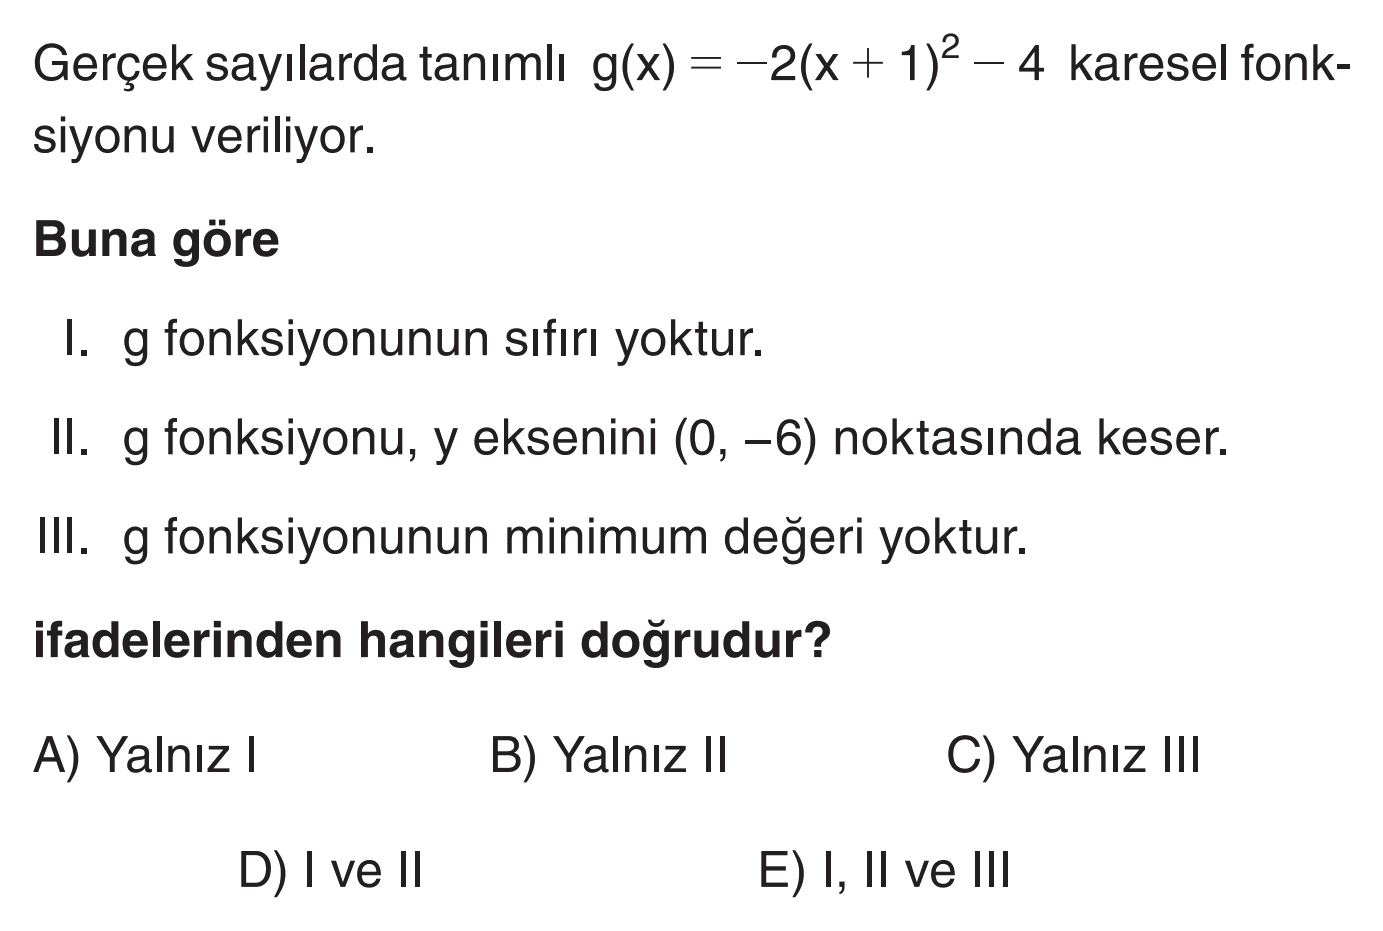 Gerçek sayılarda tanımlı g(x) = −2(x + 1)² − 4 karesel fonk-
siyonu veriliyor.
Buna göre
I. g fonksiyonunun sıfırı yoktur.
II. g fonksiyonu, y eksenini (0, −6) noktasında keser.
III. g fonksiyonunun minimum değeri yoktur.
ifadelerinden hangileri doğrudur?
A) Yalnız I B) Yalnız II C) Yalnız III
D) I ve II E) I, II ve III